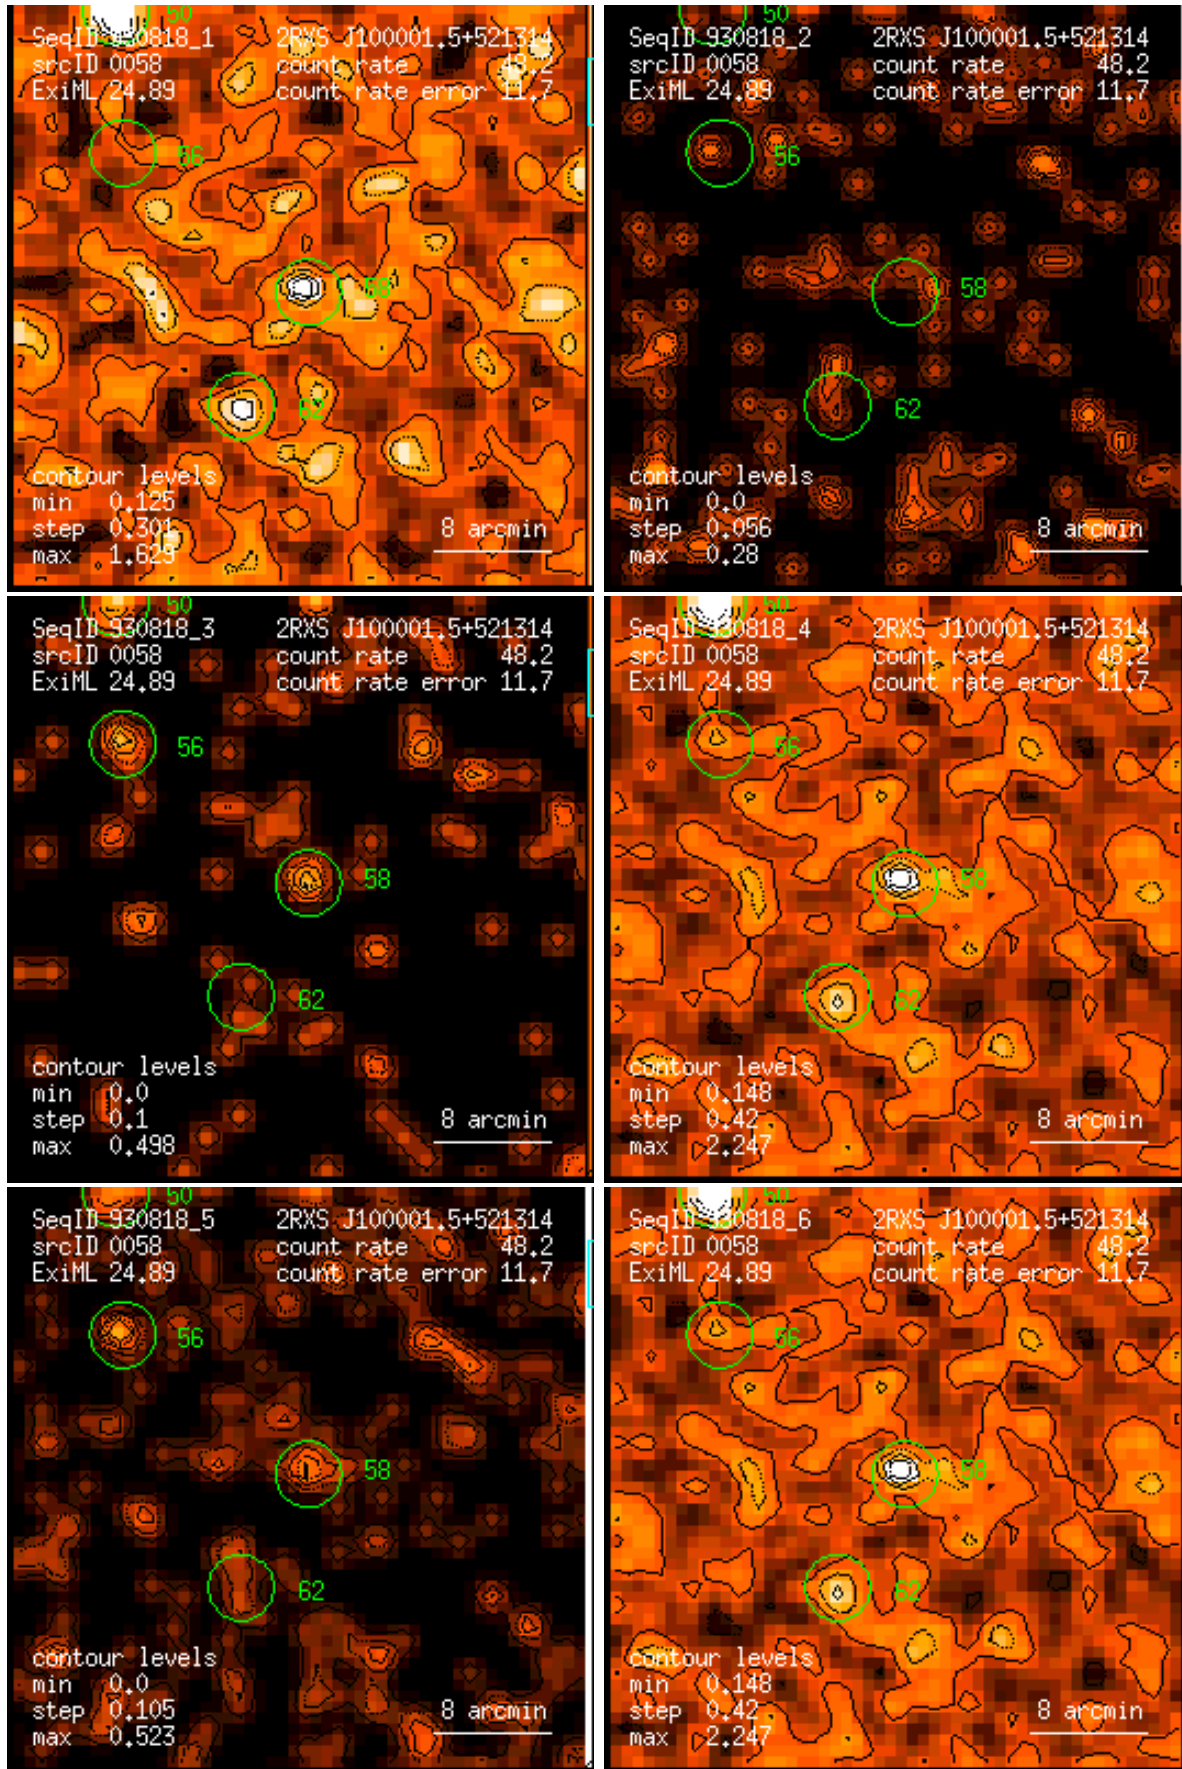 50
SeqID 930818_1 2RXS J100001.5+521314
srcID 0058 count rate 48.2
ExiML 24.89 count rate error 11.7
56
58
62
contour levels
min 0.125
step 0.301
max 1.629
8 arcmin
50
SeqID 930818_2 2RXS J100001.5+521314
srcID 0058 count rate 48.2
ExiML 24.89 count rate error 11.7
56
58
62
contour levels
min 0.0
step 0.056
max 0.28
8 arcmin
50
SeqID 930818_3 2RXS J100001.5+521314
srcID 0058 count rate 48.2
ExiML 24.89 count rate error 11.7
56
58
62
contour levels
min 0.0
step 0.1
max 0.498
8 arcmin
50
SeqID 930818_4 2RXS J100001.5+521314
srcID 0058 count rate 48.2
ExiML 24.89 count rate error 11.7
56
58
62
contour levels
min 0.148
step 0.42
max 2.247
8 arcmin
50
SeqID 930818_5 2RXS J100001.5+521314
srcID 0058 count rate 48.2
ExiML 24.89 count rate error 11.7
56
58
62
contour levels
min 0.0
step 0.105
max 0.523
8 arcmin
50
SeqID 930818_6 2RXS J100001.5+521314
srcID 0058 count rate 48.2
ExiML 24.89 count rate error 11.7
56
58
62
contour levels
min 0.148
step 0.42
max 2.247
8 arcmin